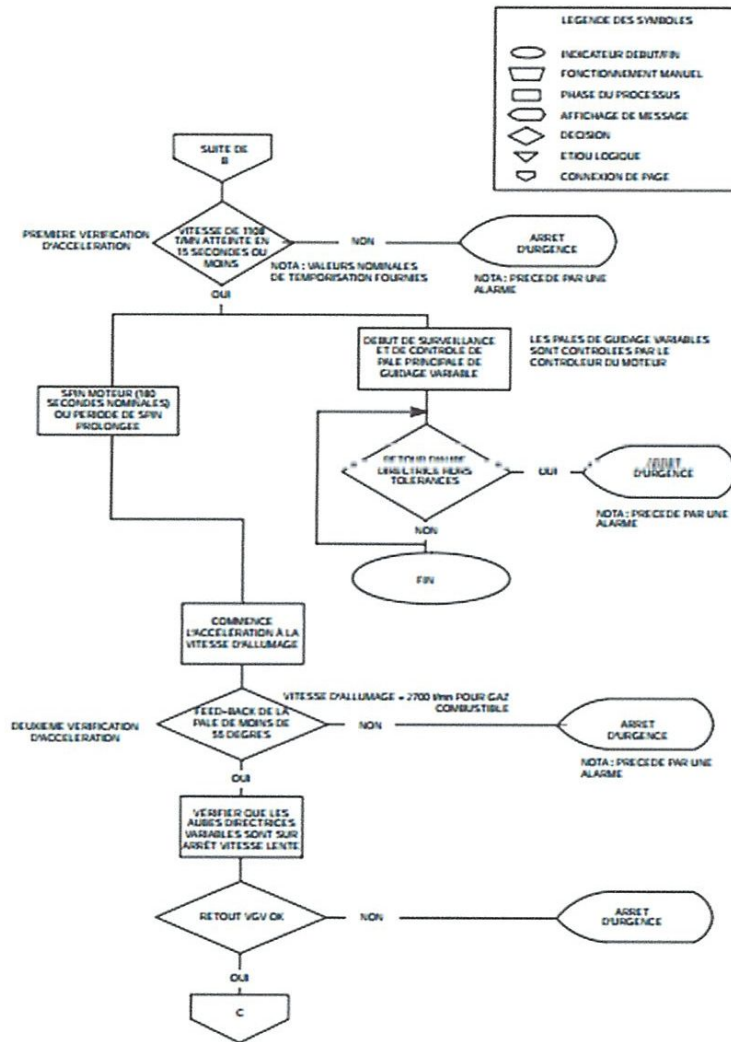 LEGENDE DES SYMBOLES
INDICATEUR DEBUT/FIN
FONCTIONNEMENT MANUEL
PHASE DU PROCESSUS
AFFICHAGE DE MESSAGE
DECISION
ET/OU LOGIQUE
CONNEXION DE PAGE
SUITE DE
B
PREMIERE VERIFICATION
D'ACCELERATION
VITESSE DE 1108
T/MN ATTEINTE EN
15 SECONDES OU
MOINS
NON
ARRET
D'URGENCE
NOTA : VALEURS NOMINALES
DE TEMPORISATION FOURNIES
NOTA : PRECEDE PAR UNE
ALARME
OUI
DEBUT DE SURVEILLANCE
ET DE CONTROLE DE
PALE PRINCIPALE DE
GUIDAGE VARIABLE
LES PALES DE GUIDAGE VARIABLES
SONT CONTROLEES PAR LE
CONTROLEUR DU MOTEUR
SPIN MOTEUR (180
SECONDES NOMINALES)
OU PERIODE DE SPIN
PROLONGEE
RETOUR D'AUBE
DIRECTRICE HORS
TOLERANCES
OUI
ARRET
D'URGENCE
NOTA : PRECEDE PAR UNE
ALARME
NON
FIN
COMMENCE
L'ACCÉLÉRATION À LA
VITESSE D'ALLUMAGE
DEUXIEME VERIFICATION
D'ACCELERATION
FEED-BACK DE LA
PALE DE MOINS DE
55 DEGRES
VITESSE D'ALLUMAGE = 2700 t/mn POUR GAZ
COMBUSTIBLE
NON
ARRET
D'URGENCE
NOTA : PRECEDE PAR UNE
ALARME
OUI
VÉRIFIER QUE LES
AUBES DIRECTRICES
VARIABLES SONT SUR
ARRÊT VITESSE LENTE
RETOUT VGV OK
NON
ARRET
D'URGENCE
OUI
C